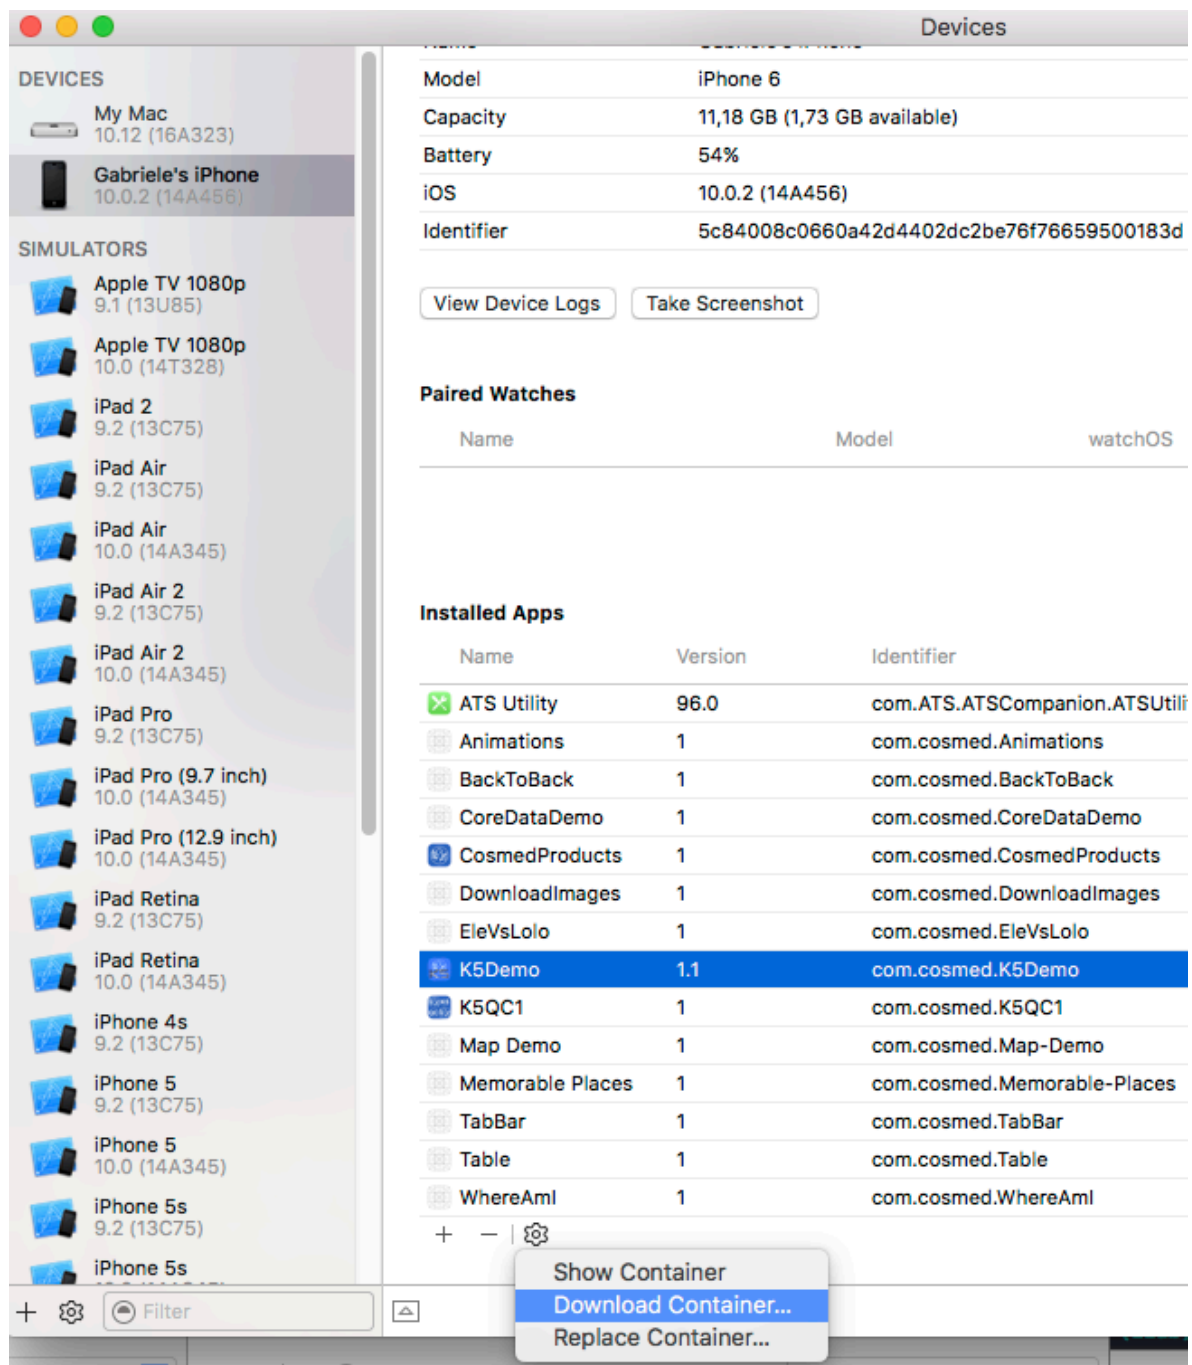 Devices
DEVICES
My Mac
10.12 (16A323)
Gabriele's iPhone
10.0.2 (14A456)
SIMULATORS
Apple TV 1080p
9.1 (13U85)
Apple TV 1080p
10.0 (14T328)
iPad 2
9.2 (13C75)
iPad Air
9.2 (13C75)
iPad Air
10.0 (14A345)
iPad Air 2
9.2 (13C75)
iPad Air 2
10.0 (14A345)
iPad Pro
9.2 (13C75)
iPad Pro (9.7 inch)
10.0 (14A345)
iPad Pro (12.9 inch)
10.0 (14A345)
iPad Retina
9.2 (13C75)
iPad Retina
10.0 (14A345)
iPhone 4s
9.2 (13C75)
iPhone 5
9.2 (13C75)
iPhone 5
10.0 (14A345)
iPhone 5s
9.2 (13C75)
iPhone 5s
Filter
Model iPhone 6
Capacity 11,18 GB (1,73 GB available)
Battery 54%
iOS 10.0.2 (14A456)
Identifier 5c84008c0660a42d4402dc2be76f76659500183d
View Device Logs Take Screenshot
Paired Watches
Name Model watchOS
Installed Apps
Name Version Identifier
ATS Utility 96.0 com.ATS.ATSCompanion.ATSUtili
Animations 1 com.cosmed.Animations
BackToBack 1 com.cosmed.BackToBack
CoreDataDemo 1 com.cosmed.CoreDataDemo
CosmedProducts 1 com.cosmed.CosmedProducts
DownloadImages 1 com.cosmed.DownloadImages
EleVsLolo 1 com.cosmed.EleVsLolo
K5Demo 1.1 com.cosmed.K5Demo
K5QC1 1 com.cosmed.K5QC1
Map Demo 1 com.cosmed.Map-Demo
Memorable Places 1 com.cosmed.Memorable-Places
TabBar 1 com.cosmed.TabBar
Table 1 com.cosmed.Table
WhereAmI 1 com.cosmed.WhereAmI
Show Container
Download Container...
Replace Container...